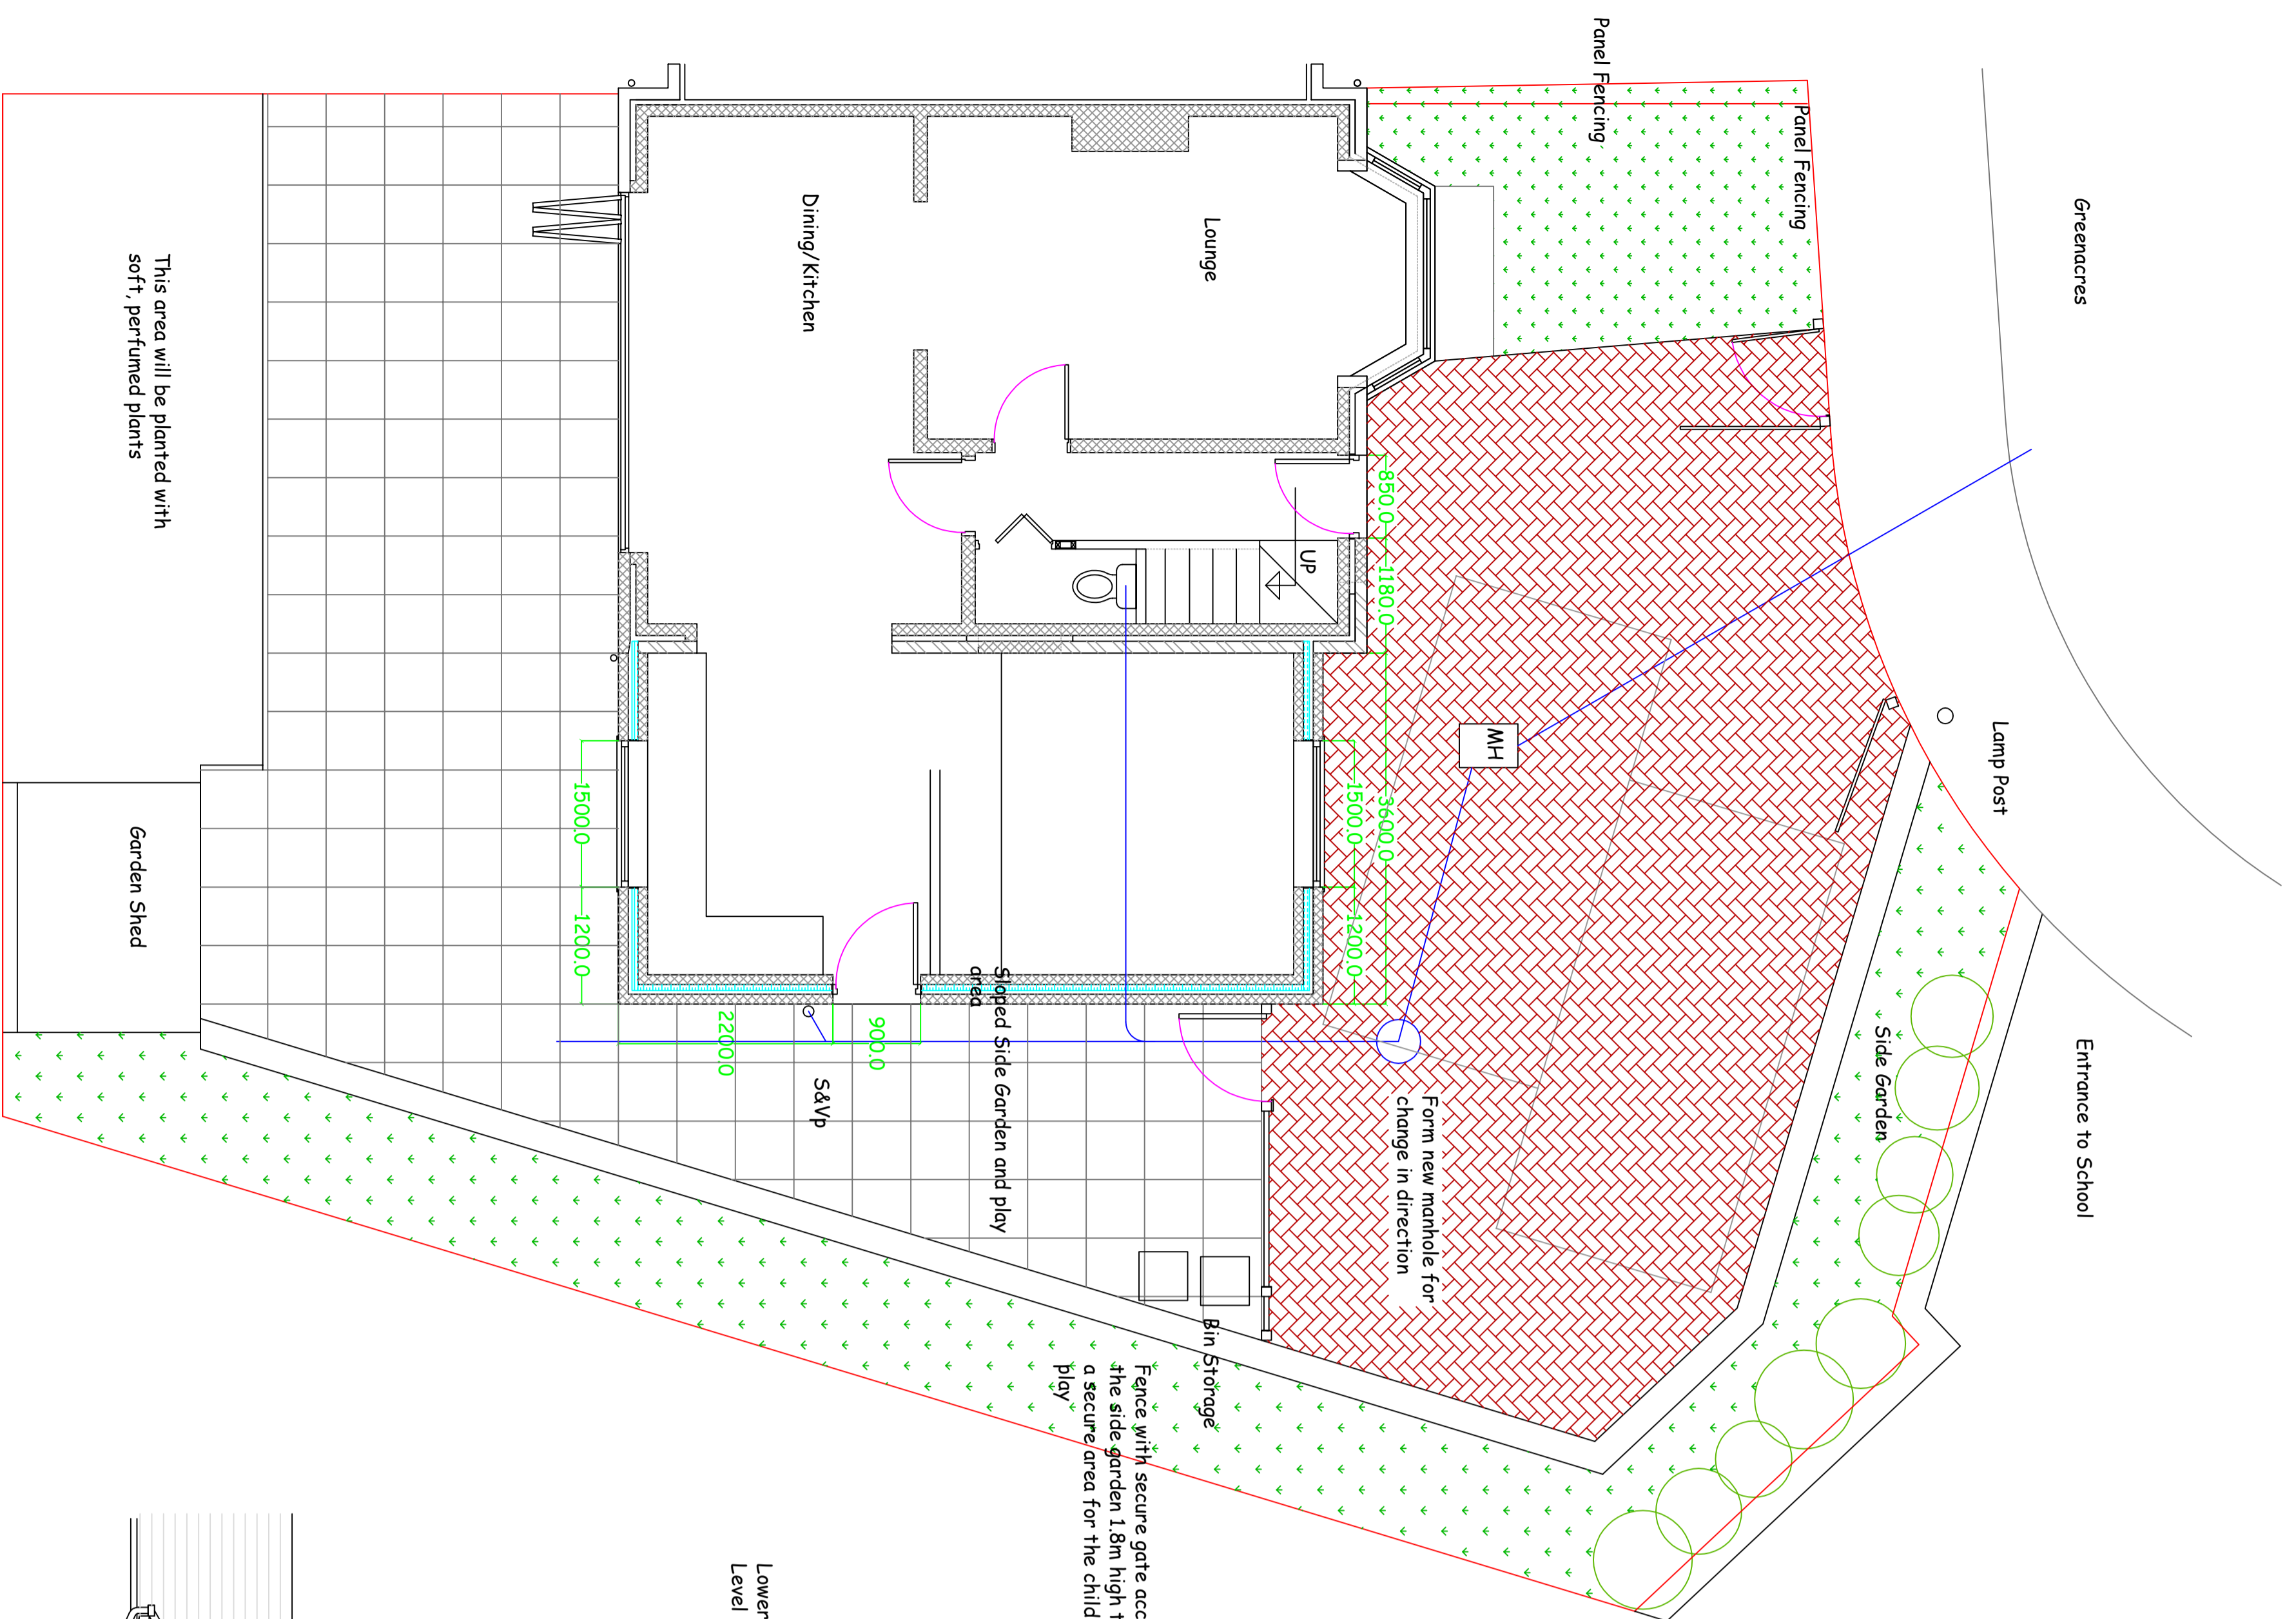 Panel Fencing
Panel Fencing
Greenacres
Lounge
Dining/Kitchen
This area will be planted with
soft, perfumed plants
850.0
1180.0
3600.0
UP
MH
Lamp Post
1500.0
1200.0
1500.0
1200.0
Garden Shed
Sloped Side Garden and play
area
2200.0
900.0
S&Vp
Form new manhole for
change in direction
Side Garden
Entrance to School
Bin Storage
Fence with secure gate acc
the side garden 1.8m high t
a secure area for the child
play
Lower
Level